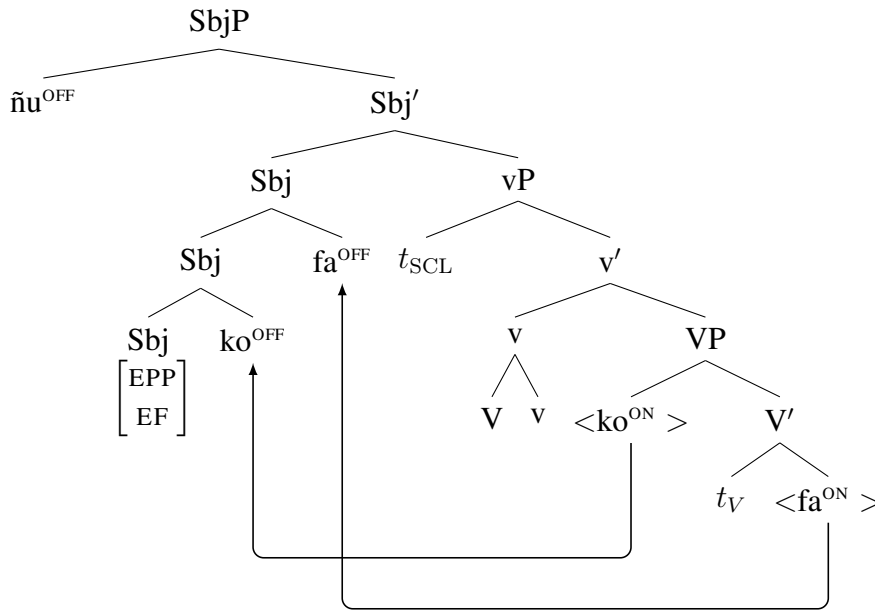 SbjP
ñu^OFF Sbj′
Sbj vP
Sbj fa^OFF t_SCL v′
Sbj ko^OFF v VP
[EPP
EF] V v <ko^ON > V′
t_V <fa^ON >